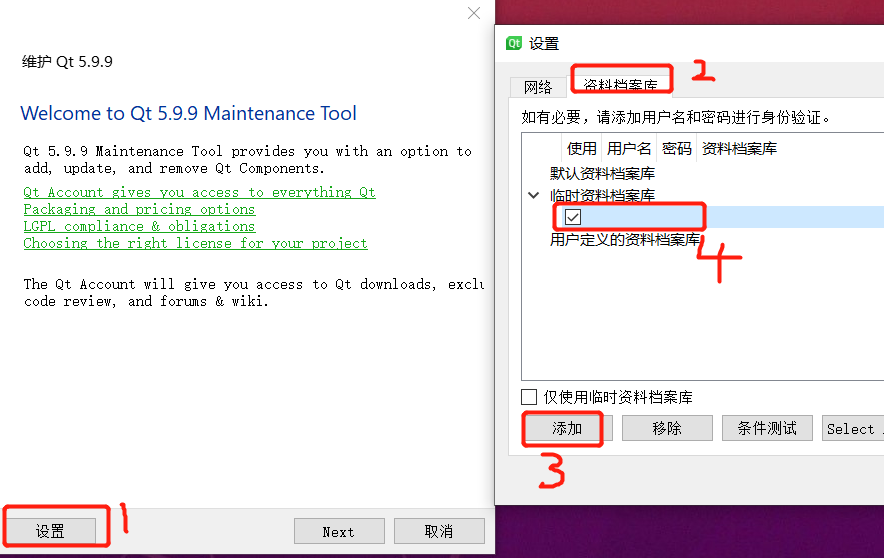 维护 Qt 5.9.9
Welcome to Qt 5.9.9 Maintenance Tool
Qt 5.9.9 Maintenance Tool provides you with an option to
add, update, and remove Qt Components.
Qt Account gives you access to everything Qt
Packaging and pricing options
LGPL compliance & obligations
Choosing the right license for your project
The Qt Account will give you access to Qt downloads, exclu
code review, and forums & wiki.
设置
1
Next
取消
Qt 设置
网络
资料档案库
2
如有必要，请添加用户名和密码进行身份验证。
使用 用户名 密码 资料档案库
默认资料档案库
临时资料档案库
用户定义的资料档案库
4
仅使用临时资料档案库
添加
移除
条件测试
Select
3